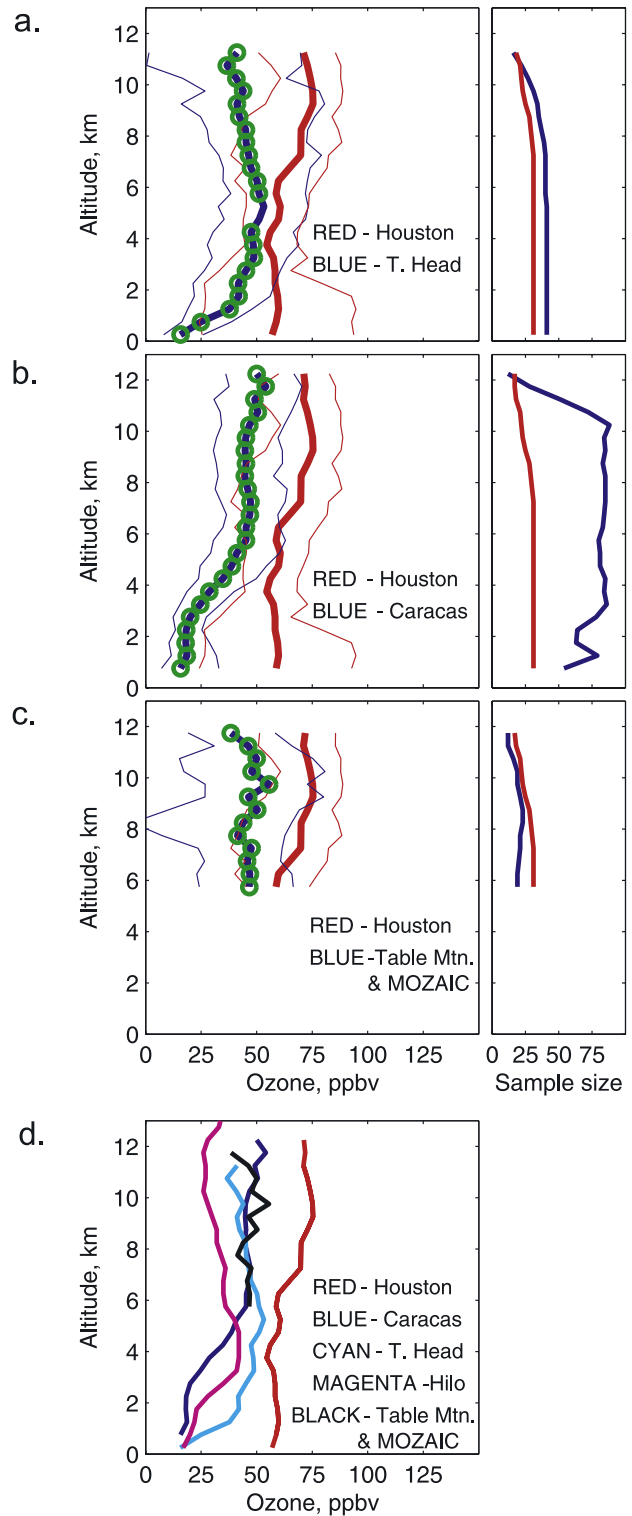 a.
12
10
8
6
4
2
0
Altitude, km
RED - Houston
BLUE - T. Head
b.
12
10
8
6
4
2
0
Altitude, km
RED - Houston
BLUE - Caracas
c.
12
10
8
6
4
2
0
Altitude, km
RED - Houston
BLUE -Table Mtn.
& MOZAIC
0 25 50 75 100 125
Ozone, ppbv
0 25 50 75
Sample size
d.
12
10
8
6
4
2
0
Altitude, km
RED - Houston
BLUE - Caracas
CYAN - T. Head
MAGENTA -Hilo
BLACK - Table Mtn.
& MOZAIC
0 25 50 75 100 125
Ozone, ppbv